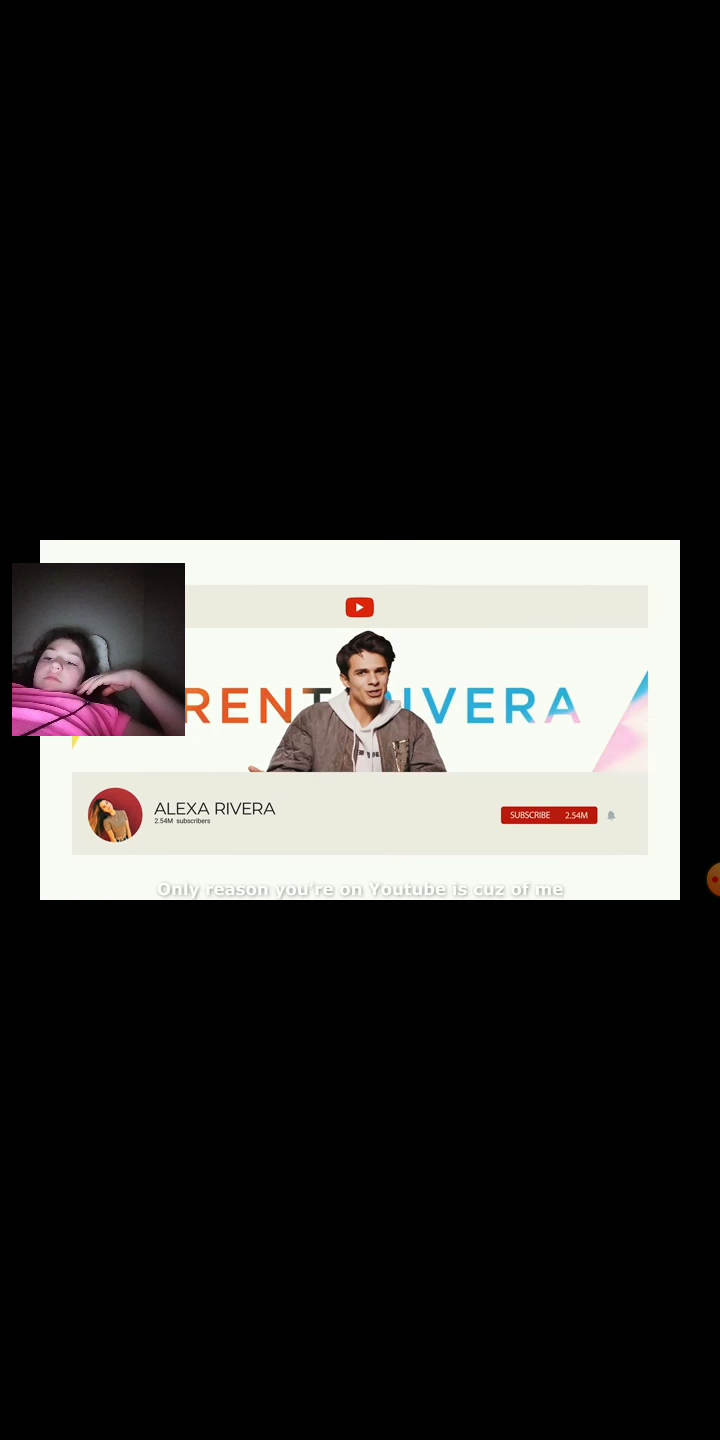 RENT RIVERA
ALEXA RIVERA
2.54M subscribers
SUBSCRIBE 2.54M
Only reason you're on Youtube is cuz of me